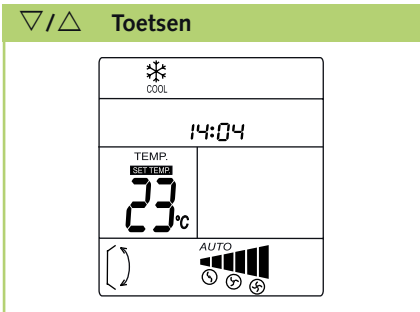 ▽/△ Toetsen
COOL
14:04
TEMP.
SET TEMP.
23°C
AUTO